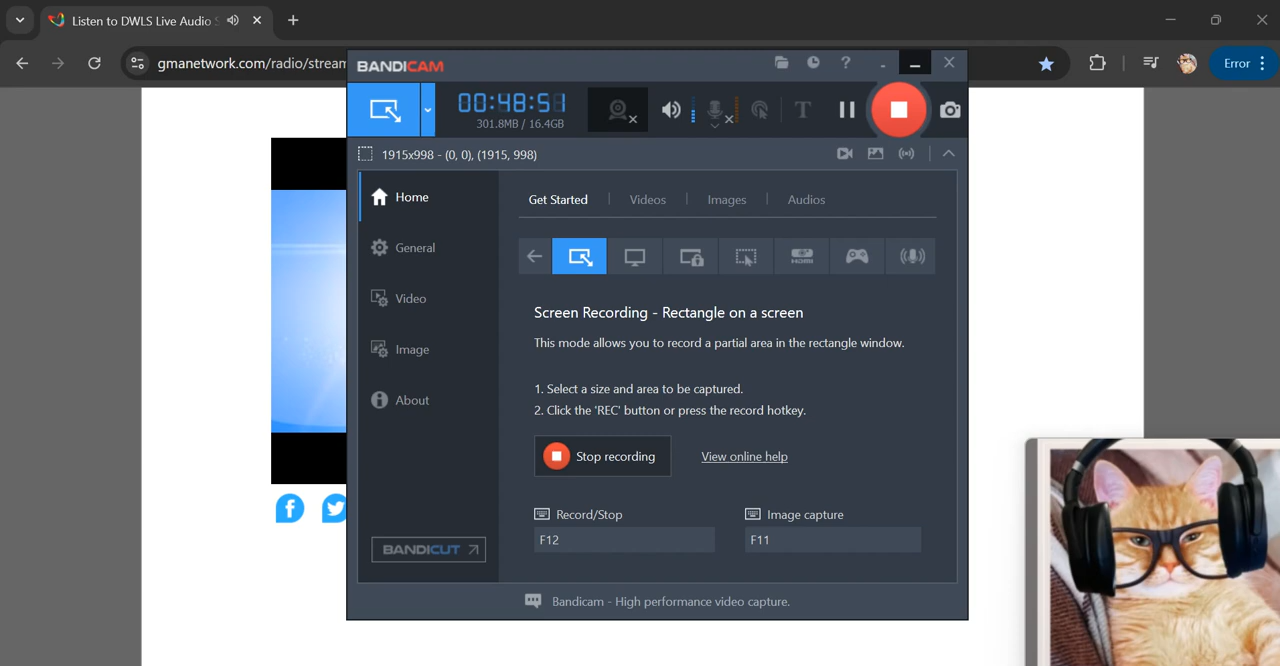 Listen to DWLS Live Audio S
gmanetwork.com/radio/stream
Error
BANDICAM
00:48:51
301.8MB / 16.4GB
1915x998 - (0, 0), (1915, 998)
Home
General
Video
Image
About
BANDICUT
Get Started
Videos
Images
Audios
HDMI
Screen Recording - Rectangle on a screen
This mode allows you to record a partial area in the rectangle window.
1. Select a size and area to be captured.
2. Click the 'REC' button or press the record hotkey.
Stop recording
View online help
Record/Stop
Image capture
F12
F11
Bandicam - High performance video capture.